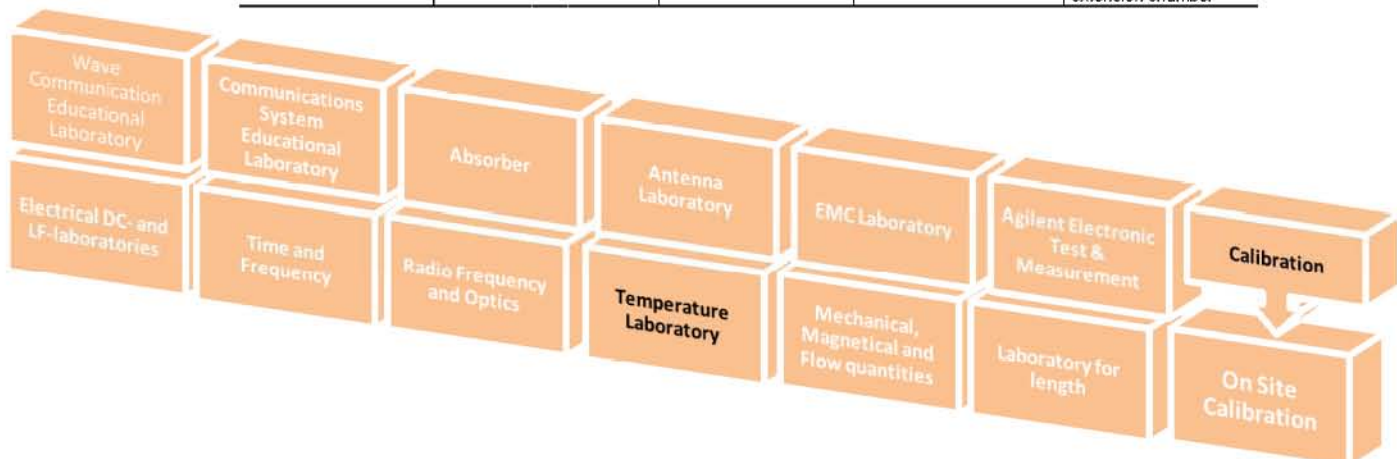 Wave
Communication
Educational
Laboratory
Communications
System
Educational
Laboratory
Absorber
Antenna
Laboratory
EMC Laboratory
Agilent Electronic
Test &
Measurement
Calibration
Electrical DC- and
LF-laboratories
Time and
Frequency
Radio Frequency
and Optics
Temperature
Laboratory
Mechanical,
Magnetical and
Flow quantities
Laboratory for
length
On Site
Calibration